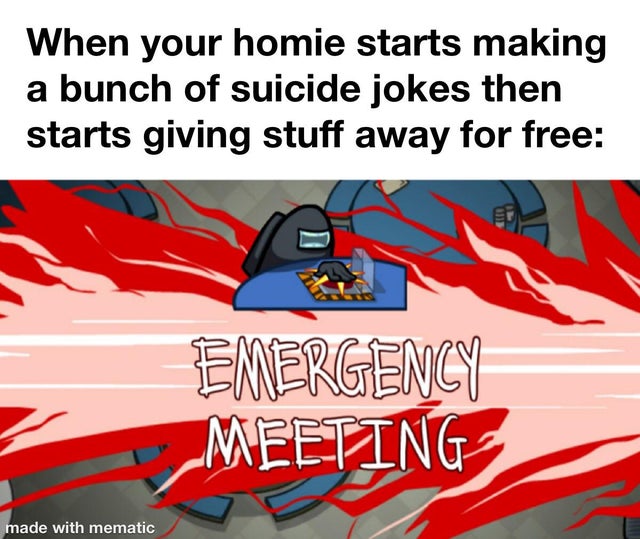 When your homie starts making
a bunch of suicide jokes then
starts giving stuff away for free:
EMERGENCY
MEETING
made with mematic